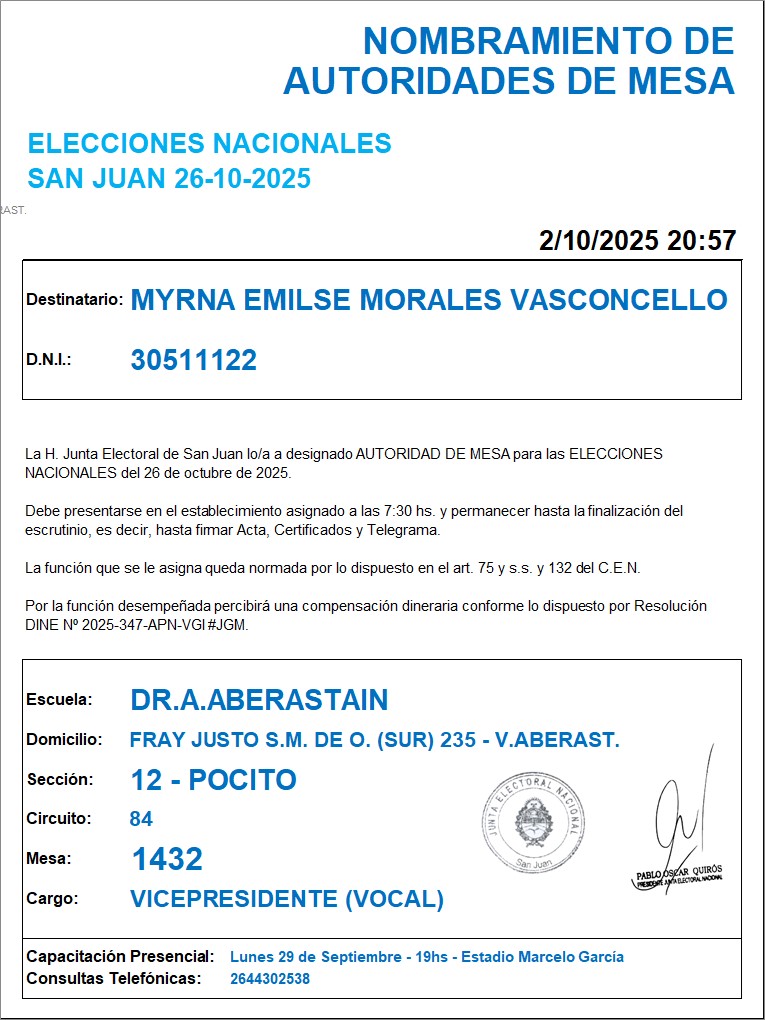 NOMBRAMIENTO DE
AUTORIDADES DE MESA
ELECCIONES NACIONALES
SAN JUAN 26-10-2025
RAST.
2/10/2025 20:57
Destinatario: MYRNA EMILSE MORALES VASCONCELLO
D.N.I.: 30511122
La H. Junta Electoral de San Juan lo/a a designado AUTORIDAD DE MESA para las ELECCIONES
NACIONALES del 26 de octubre de 2025.
Debe presentarse en el establecimiento asignado a las 7:30 hs. y permanecer hasta la finalización del
escrutinio, es decir, hasta firmar Acta, Certificados y Telegrama.
La función que se le asigna queda normada por lo dispuesto en el art. 75 y s.s. y 132 del C.E.N.
Por la función desempeñada percibirá una compensación dineraria conforme lo dispuesto por Resolución
DINE Nº 2025-347-APN-VGI #JGM.
Escuela: DR.A.ABERASTAIN
Domicilio: FRAY JUSTO S.M. DE O. (SUR) 235 - V.ABERAST.
Sección: 12 - POCITO
Circuito: 84
Mesa: 1432
Cargo: VICEPRESIDENTE (VOCAL)
JUNTA ELECTORAL NACIONAL
San Juan
PABLO OSCAR QUIRÓS
PRESIDENTE JUNTA ELECTORAL NACIONAL
Capacitación Presencial: Lunes 29 de Septiembre - 19hs - Estadio Marcelo García
Consultas Telefónicas: 2644302538